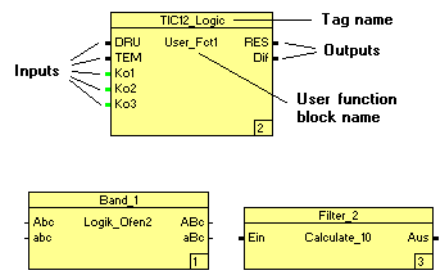 TIC12_Logic Tag name
DRU User_Fct1 RES
TEM Dif Outputs
Inputs Ko1
Ko2
Ko3
User function
block name
2
Band_1
Abc Logik_Ofen2 ABc
abc aBc
1
Filter_2
Ein Calculate_10 Aus
3